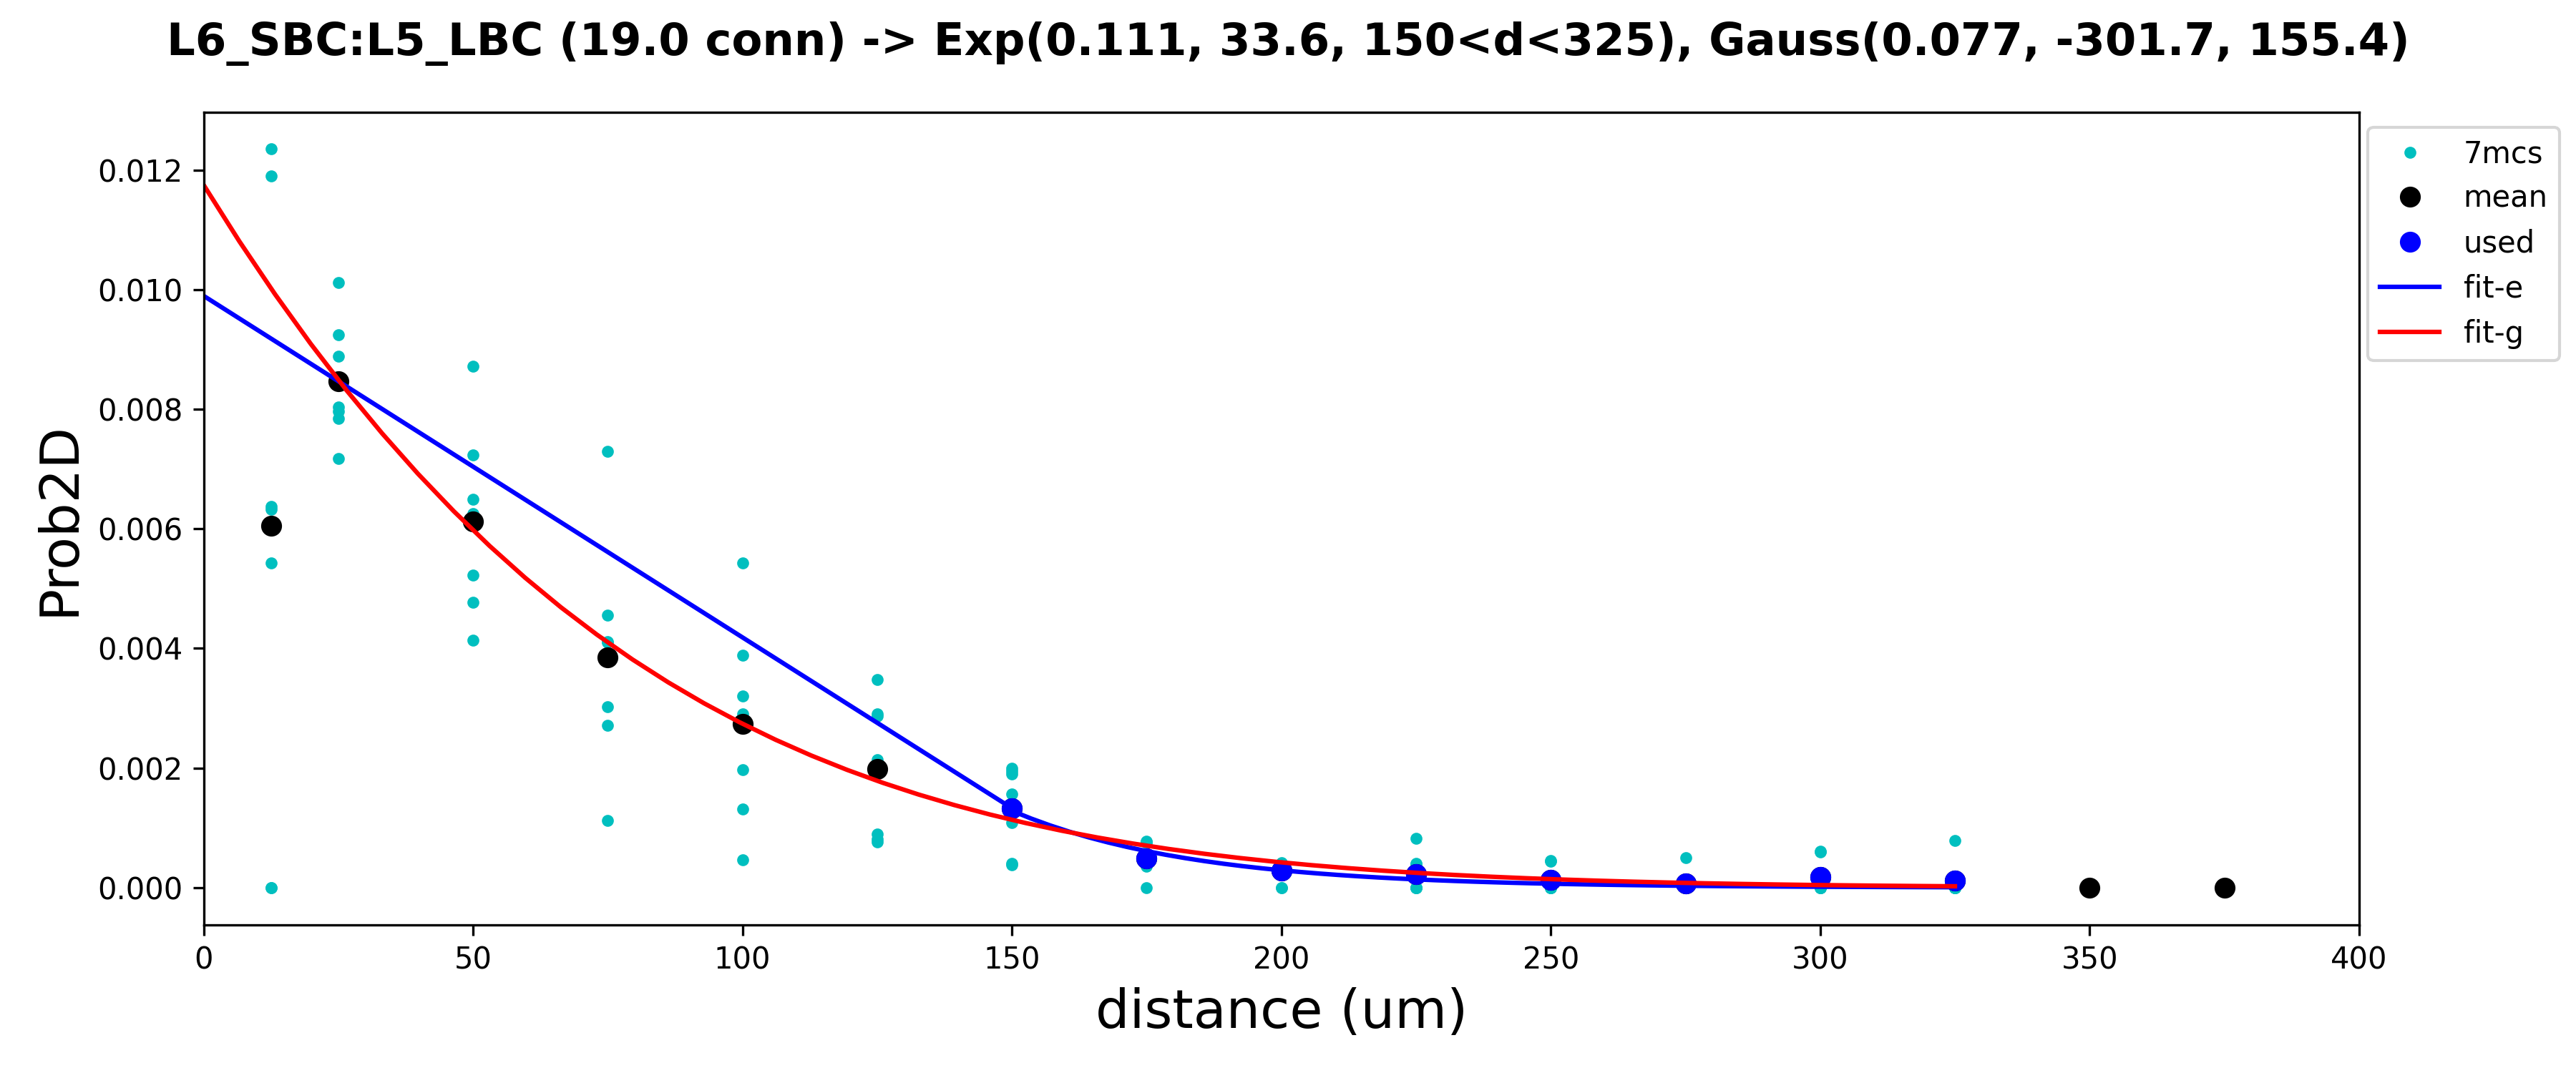 L6_SBC:L5_LBC (19.0 conn) -> Exp(0.111, 33.6, 150<d<325), Gauss(0.077, -301.7, 155.4)
7mcs
mean
used
fit-e
fit-g
Prob2D
0.012
0.010
0.008
0.006
0.004
0.002
0.000
0 50 100 150 200 250 300 350 400
distance (um)